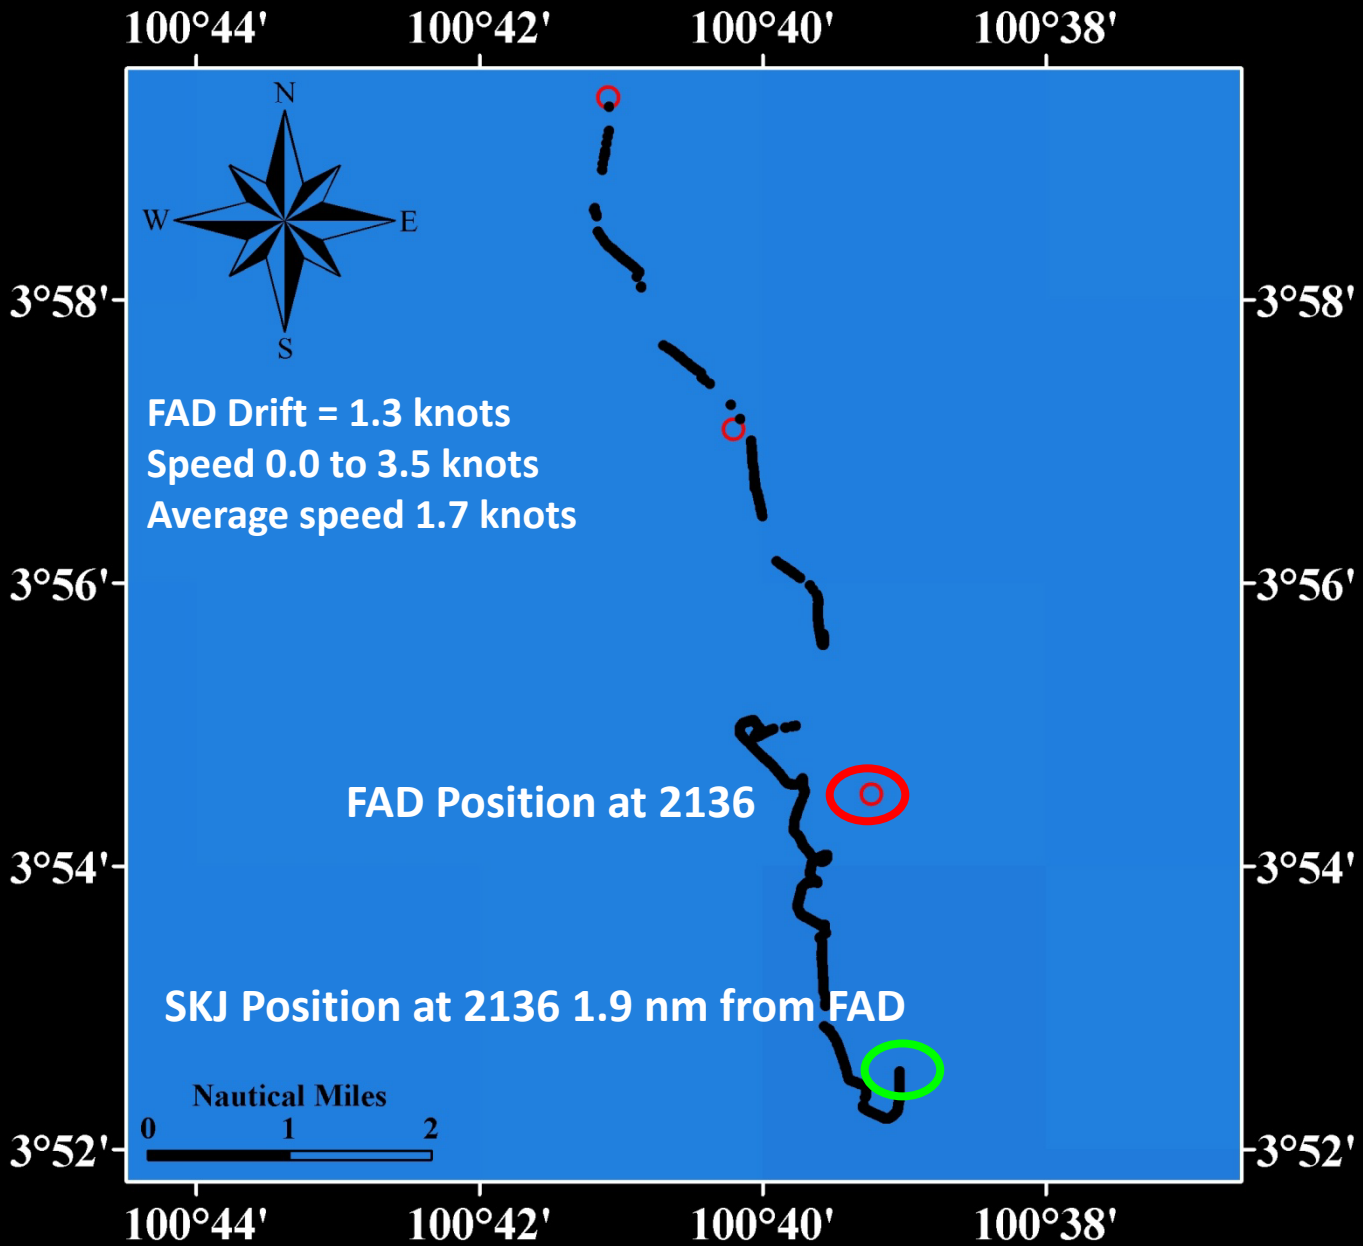 100°44' 100°42' 100°40' 100°38'
N
W E
S
3°58' 3°58'
FAD Drift = 1.3 knots
Speed 0.0 to 3.5 knots
Average speed 1.7 knots
3°56' 3°56'
FAD Position at 2136
3°54' 3°54'
SKJ Position at 2136 1.9 nm from FAD
Nautical Miles
0 1 2
3°52' 3°52'
100°44' 100°42' 100°40' 100°38'